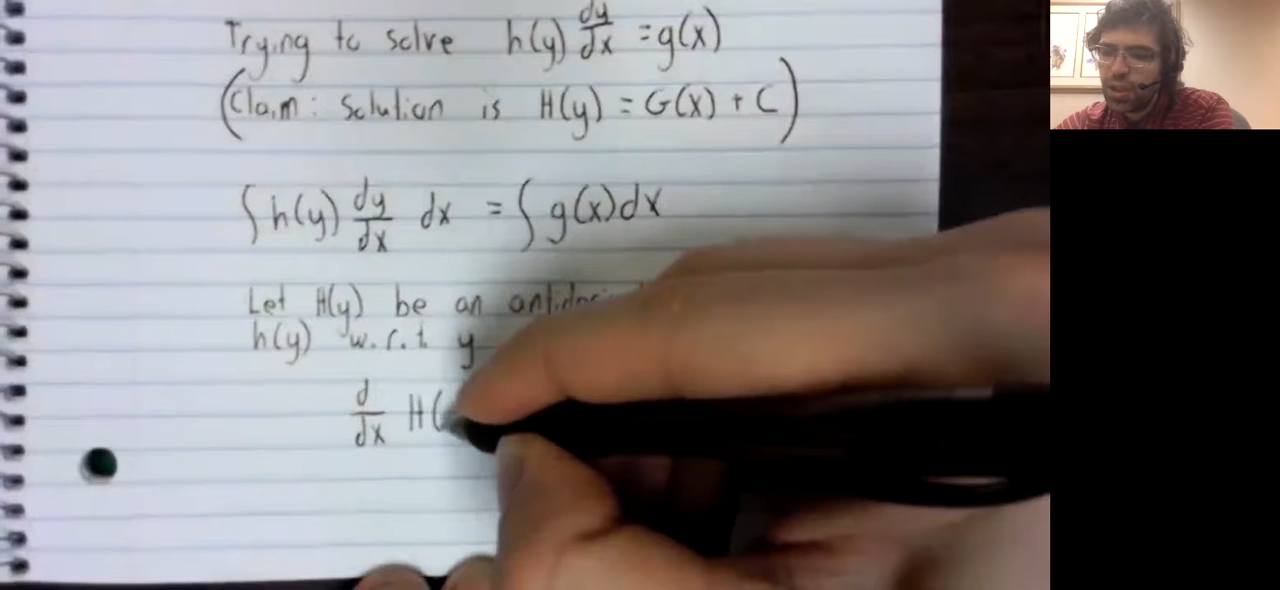 Trying to solve h(y) dy/dx = g(x)
(Claim: Solution is H(y) = G(x) + C)
∫ h(y) dy/dx dx = ∫ g(x) dx
Let H(y) be an
h(y) w.r.t y
d/dx H(